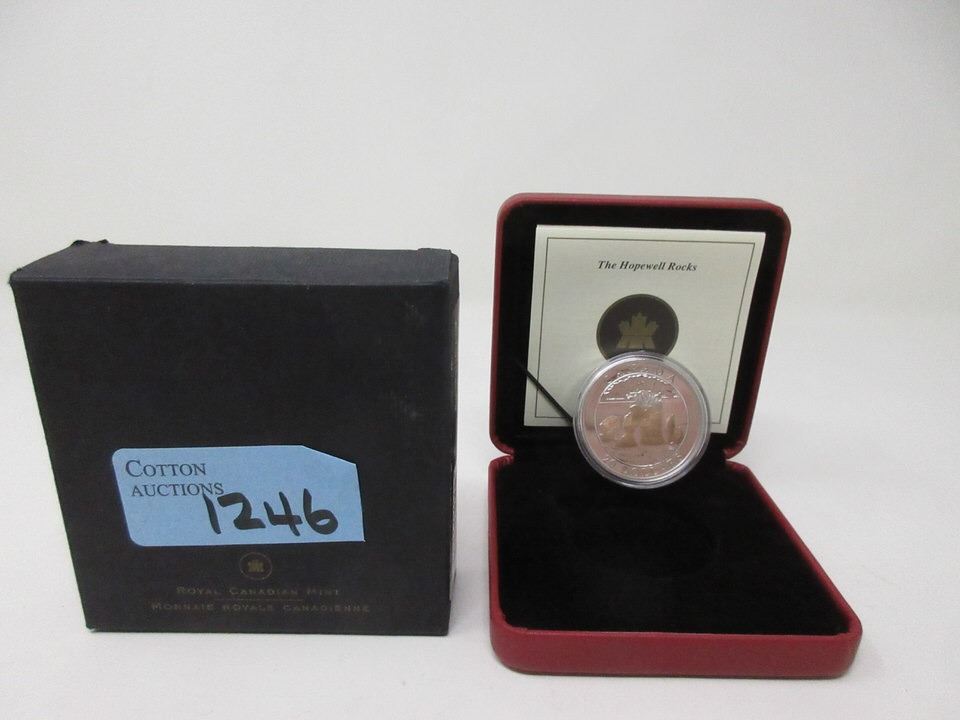 COTTON
AUCTIONS
1246
ROYAL CANADIAN MINT
MONNAIE ROYALE CANADIENNE
The Hopewell Rocks